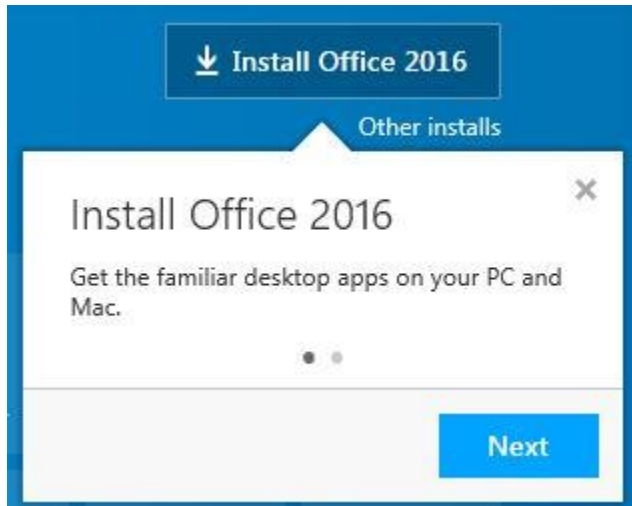 Install Office 2016
Other installs
Install Office 2016
Get the familiar desktop apps on your PC and
Mac.
Next